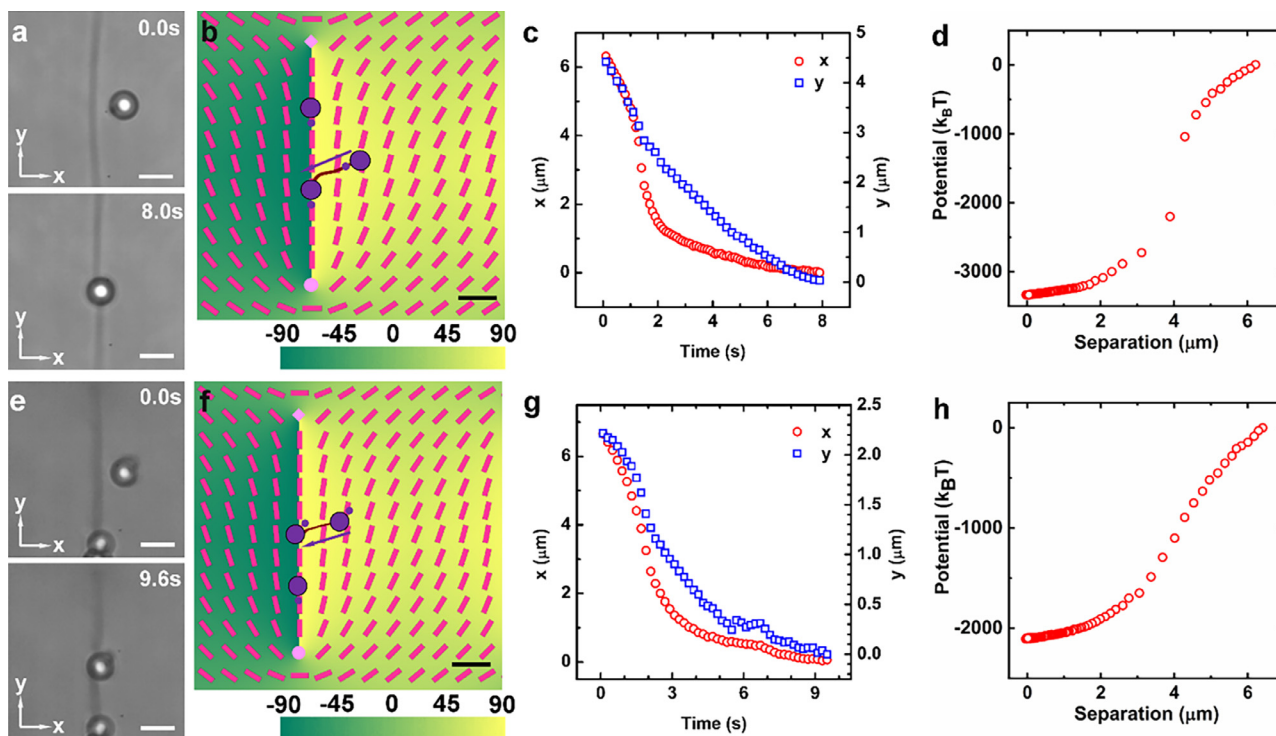 a
0.0s
y
x
8.0s
y
x
b
-90 -45 0 45 90
c
x
y
6
4
2
0
5
4
3
2
1
0
x (μm)
y (μm)
0 2 4 6 8
Time (s)
d
0
-1000
-2000
-3000
Potential (kBT)
0 2 4 6
Separation (μm)
e
0.0s
y
x
9.6s
y
x
f
-90 -45 0 45 90
g
x
y
6
4
2
0
2.5
2.0
1.5
1.0
0.5
0.0
x (μm)
y (μm)
0 3 6 9
Time (s)
h
0
-1000
-2000
Potential (kBT)
0 2 4 6
Separation (μm)